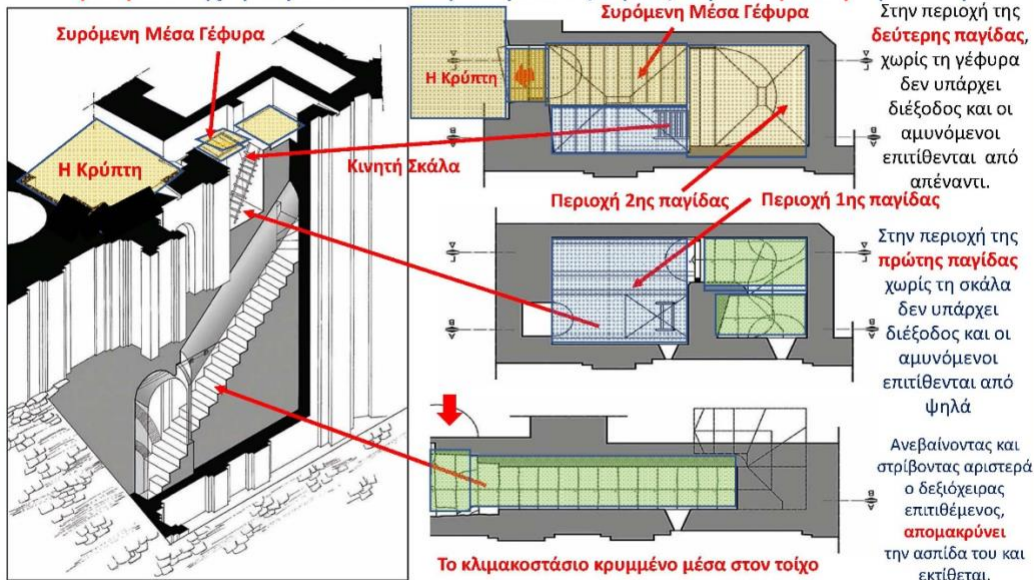 Συρόμενη Μέσα Γέφυρα
Η Κρύπτη
Κινητή Σκάλα
Συρόμενη Μέσα Γέφυρα
Η Κρύπτη
Περιοχή 2ης παγίδας
Περιοχή 1ης παγίδας
Το κλιμακοστάσιο κρυμμένο μέσα στον τοίχο
Στην περιοχή της
δεύτερης παγίδας,
χωρίς τη γέφυρα
δεν υπάρχει
διέξοδος και οι
αμυνόμενοι
επιτίθενται από
απέναντι.
Στην περιοχή της
πρώτης παγίδας
χωρίς τη σκάλα
δεν υπάρχει
διέξοδος και οι
αμυνόμενοι
επιτίθενται από
ψηλά
Ανεβαίνοντας και
στρίβοντας αριστερά
ο δεξιόχειρας
επιτιθέμενος,
απομακρύνει
την ασπίδα του και
εκτίθεται.